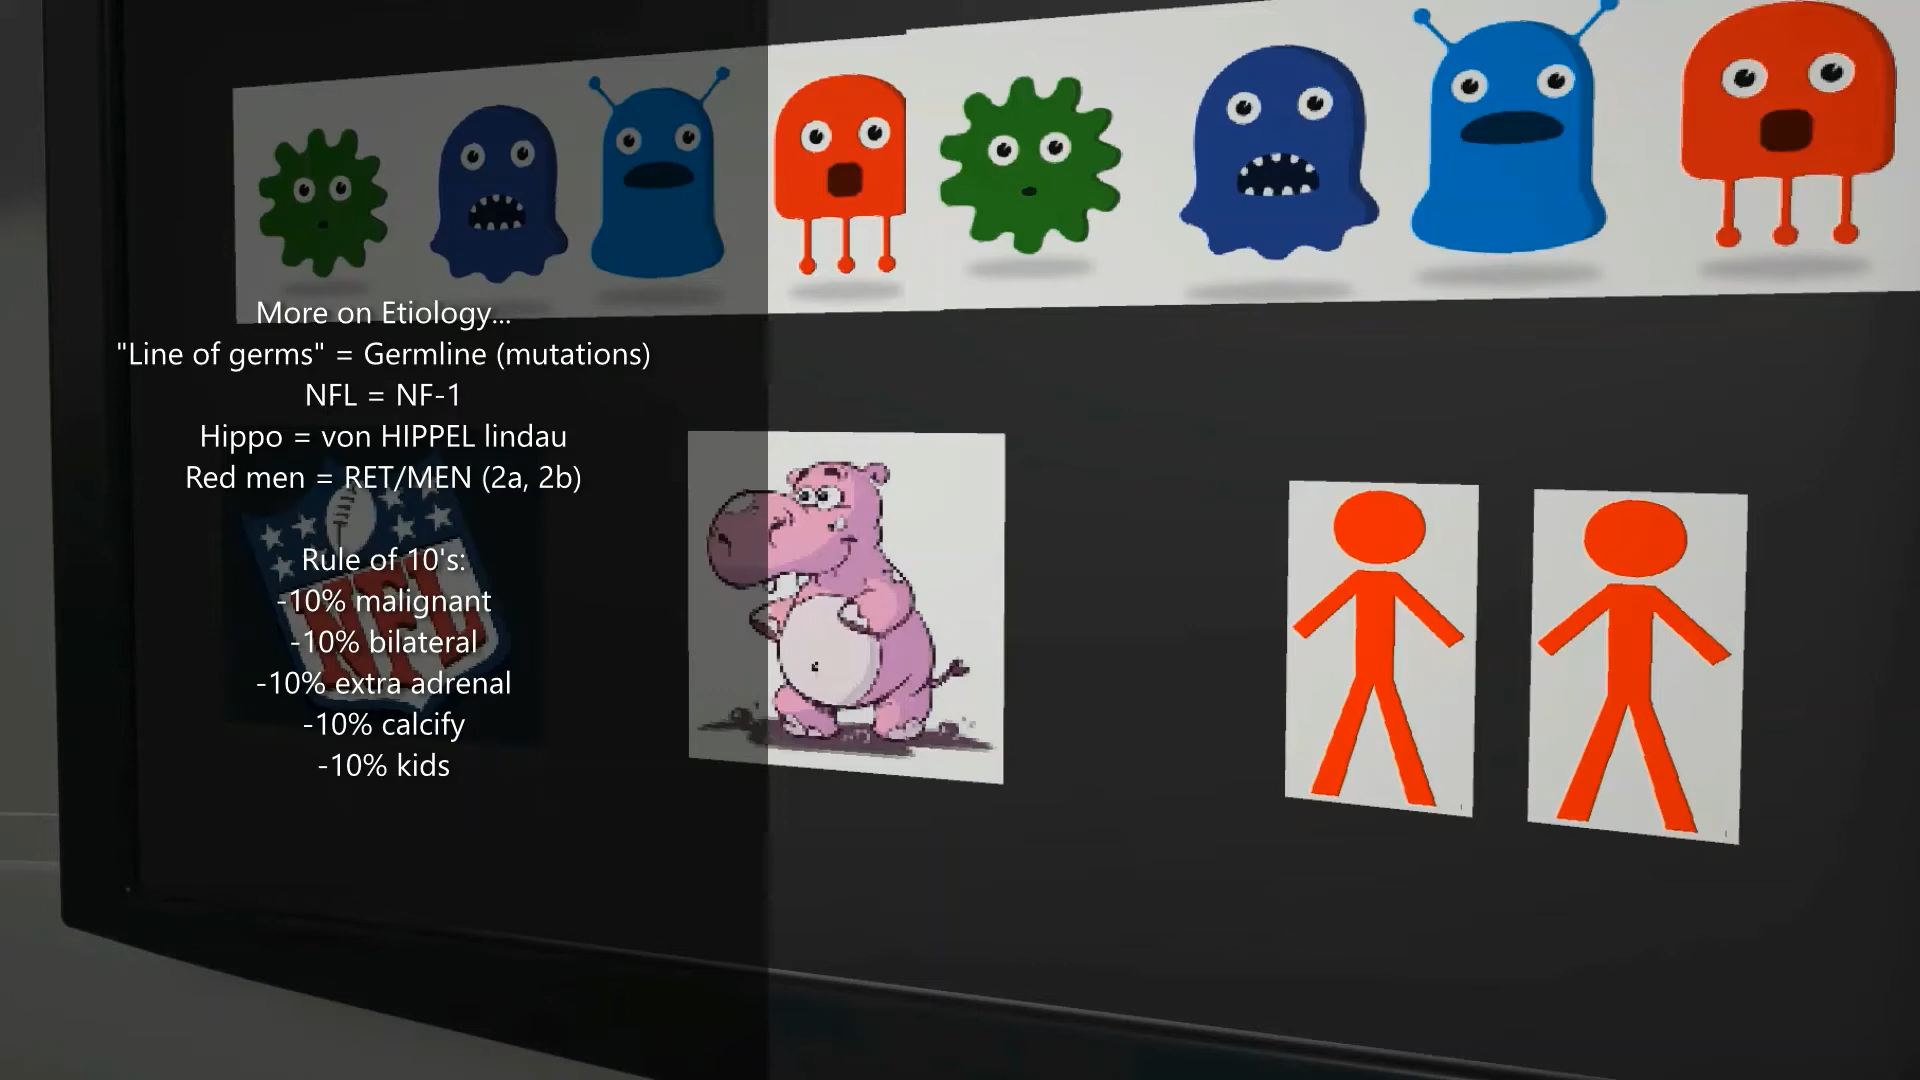 More on Etiology...
"Line of germs" = Germline (mutations)
NFL = NF-1
Hippo = von HIPPEL lindau
Red men = RET/MEN (2a, 2b)
Rule of 10's:
-10% malignant
-10% bilateral
-10% extra adrenal
-10% calcify
-10% kids
NFL